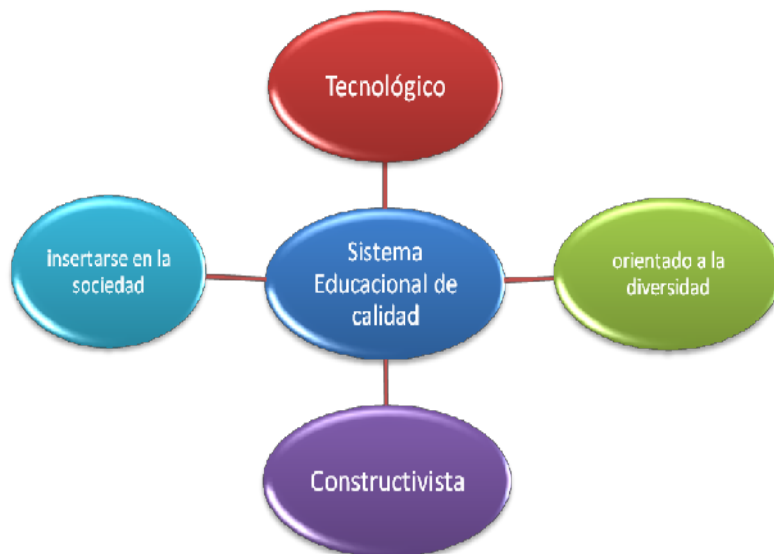 Tecnológico
insertarse en la
sociedad
Sistema
Educacional de
calidad
orientado a la
diversidad
Constructivista